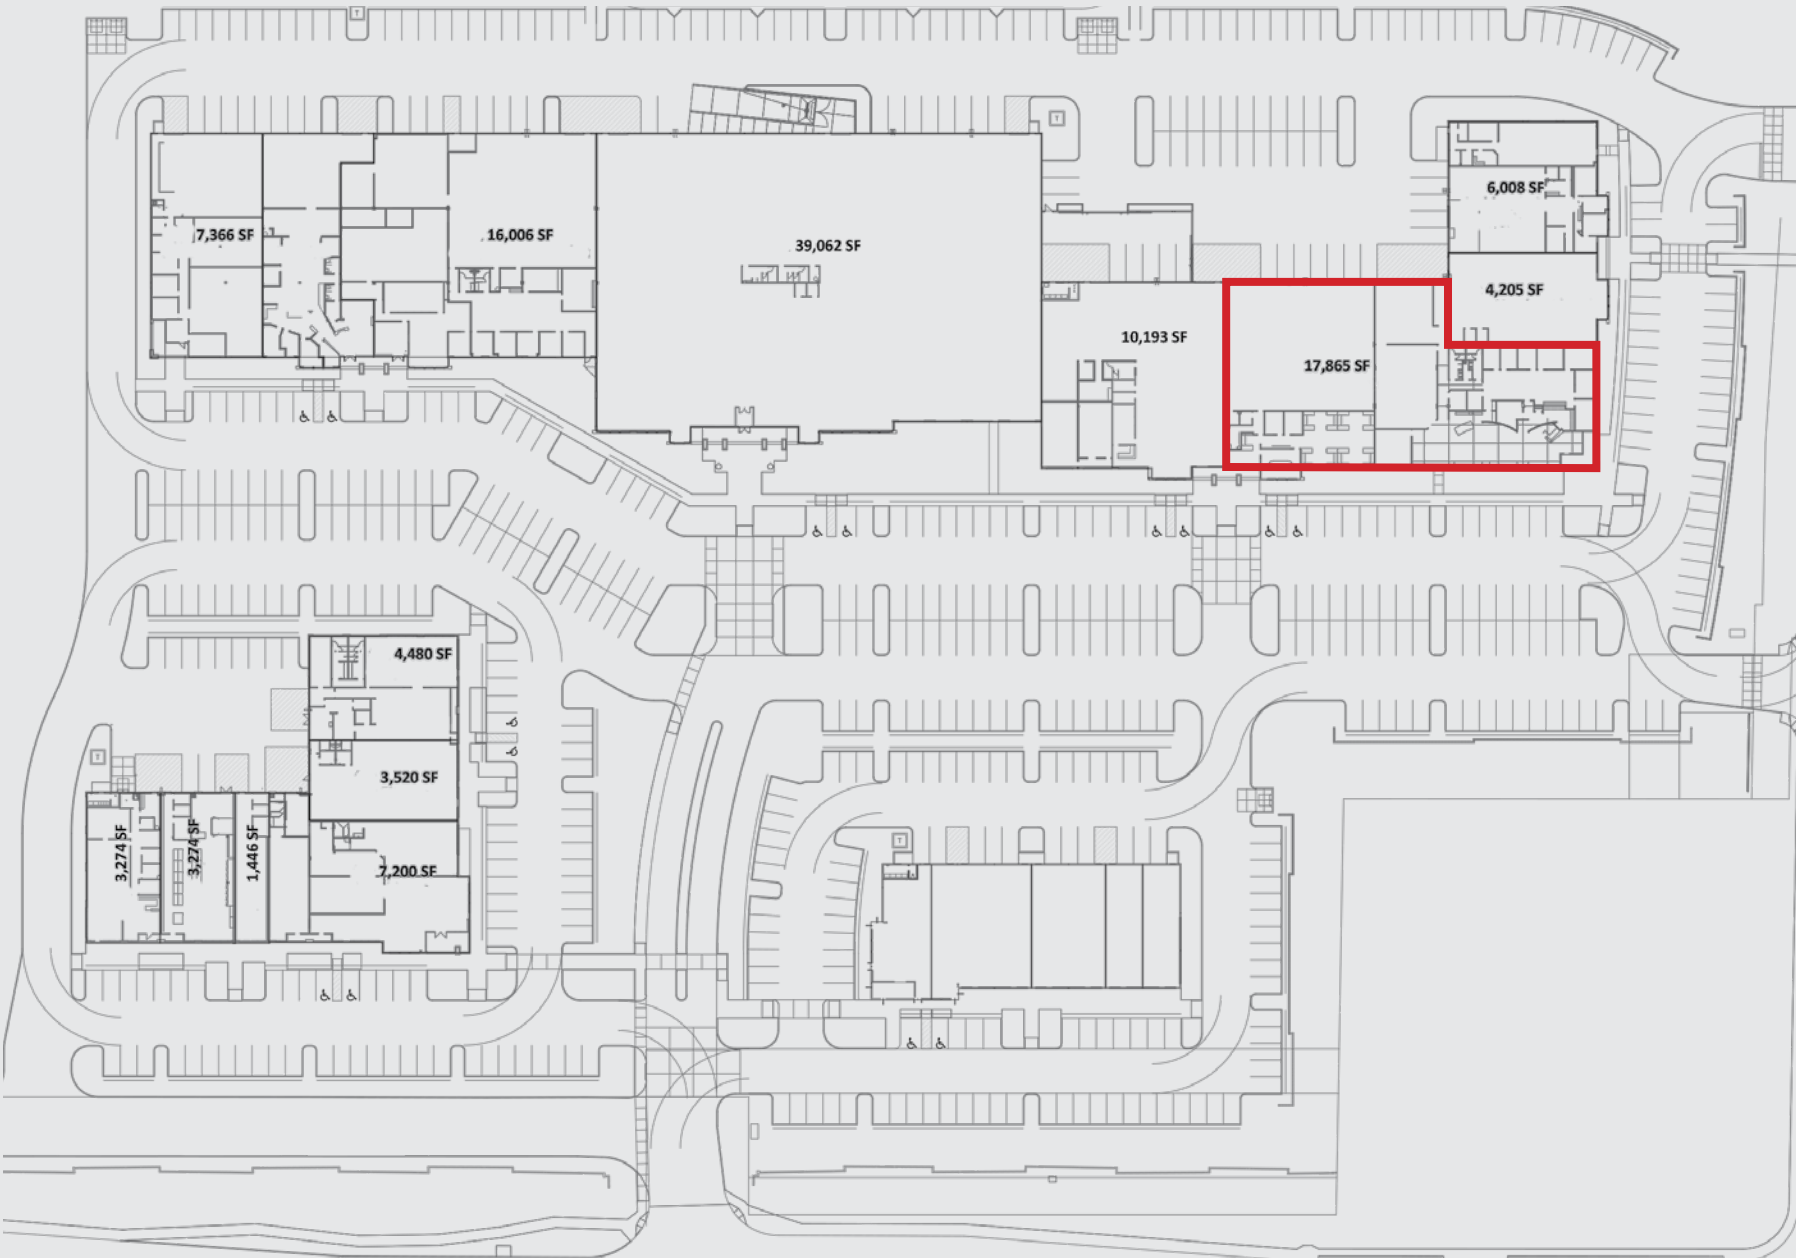 T
T
T
6,008 SF
7,366 SF
16,006 SF
39,062 SF
4,205 SF
10,193 SF
17,865 SF
4,480 SF
3,520 SF
T
3,274 SF
3,274 SF
1,446 SF
7,200 SF
T